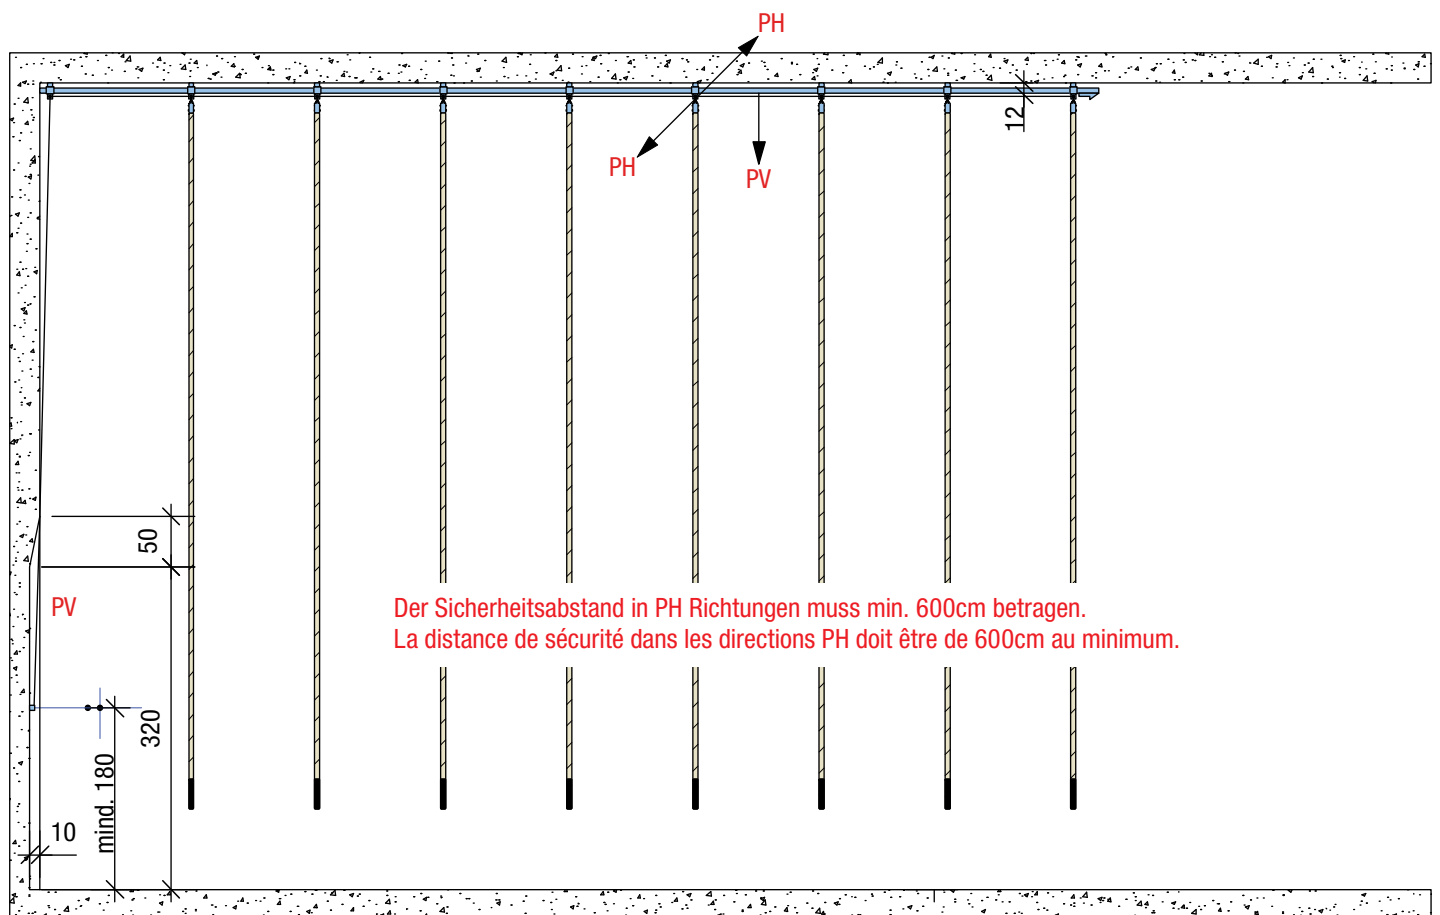 PH
12
PH
PV
50
PV
Der Sicherheitsabstand in PH Richtungen muss min. 600cm betragen.
La distance de sécurité dans les directions PH doit être de 600cm au minimum.
320
mind. 180
10